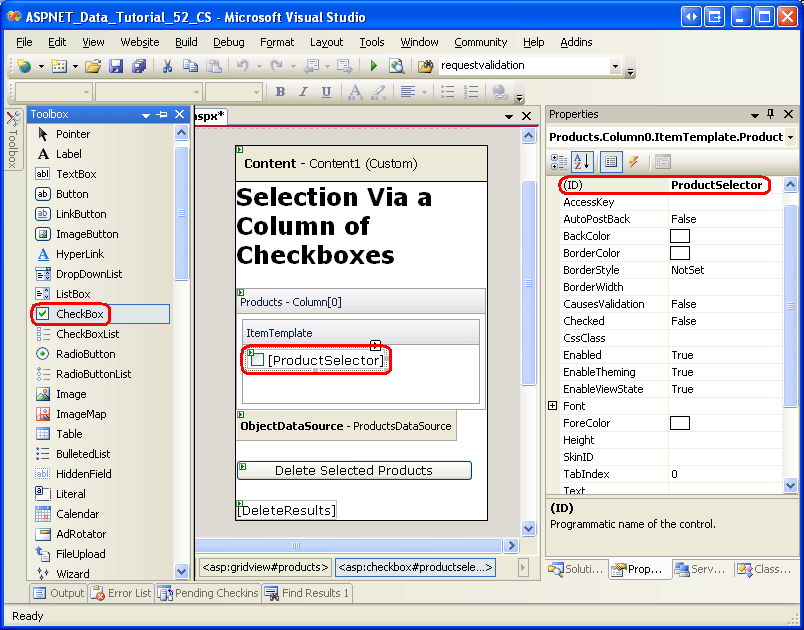 ASPNET_Data_Tutorial_52_CS - Microsoft Visual Studio
File Edit View Website Build Debug Format Layout Tools Window Community Help Addins
requestvalidation
B I U A
Toolbox
Toolbox
Pointer
A Label
abl TextBox
ab Button
ab LinkButton
ImageButton
A HyperLink
DropDownList
ListBox
CheckBox
CheckBoxList
RadioButton
RadioButtonList
Image
ImageMap
Table
BulletedList
abl HiddenField
Literal
Calendar
AdRotator
FileUpload
Wizard
aspx*
Content - Content1 (Custom)
Selection Via a
Column of
Checkboxes
Products - Column[0]
ItemTemplate
[ProductSelector]
ObjectDataSource - ProductsDataSource
Delete Selected Products
[DeleteResults]
<asp:gridview#products> <asp:checkbox#productsele...>
Properties
Products.Column0.ItemTemplate.Product
(ID) ProductSelector
AccessKey
AutoPostBack False
BackColor
BorderColor
BorderStyle NotSet
BorderWidth
CausesValidation False
Checked False
CssClass
Enabled True
EnableTheming True
EnableViewState True
Font
ForeColor
Height
SkinID
TabIndex 0
Text
(ID)
Programmatic name of the control.
Soluti... Prop... Serv... Class...
Output Error List Pending Checkins Find Results 1
Ready